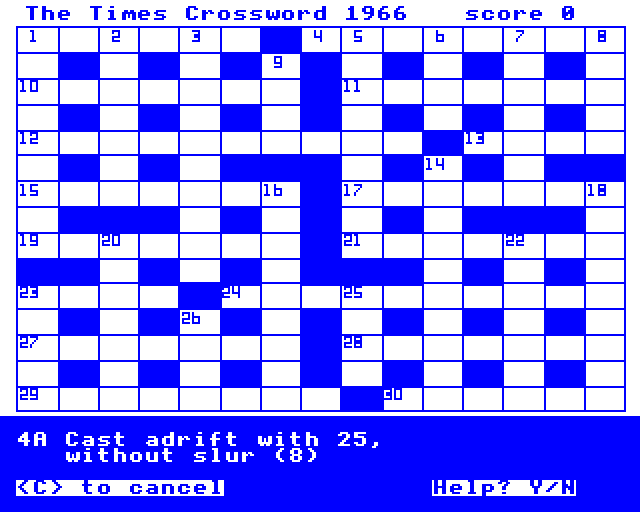 The Times Crossword 1966 score 0
1 2 3 4 5 6 7 8
9
10 11
12 13
14
15 16 17 18
19 20 21 22
23 24 25
26
27 28
29 30
4A Cast adrift with 25,
without slur (8)
<C> to cancel Help? Y/N